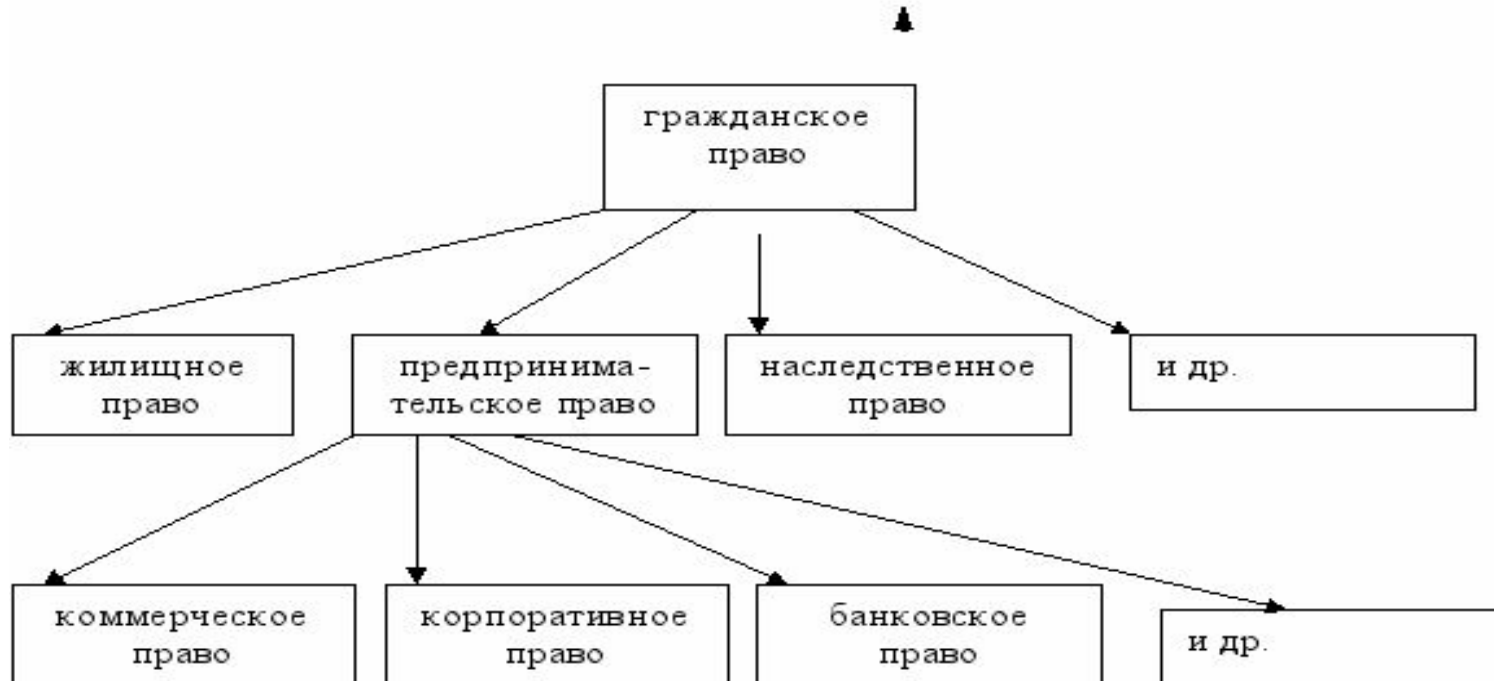 гражданское
право
жилищное
право
предпринима-
тельское право
наследственное
право
и др.
коммерческое
право
корпоративное
право
банковское
право
и др.